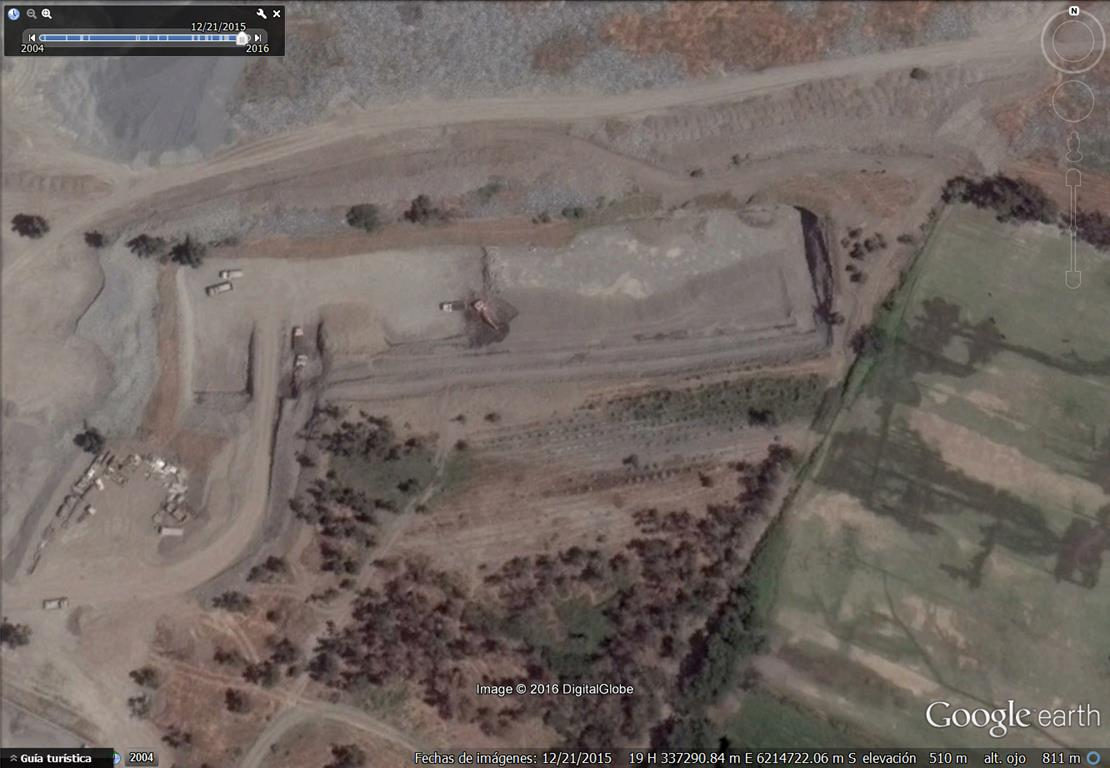 12/21/2015
2004
2016
N
Image © 2016 DigitalGlobe
Google earth
Guía turística
2004
Fechas de imágenes: 12/21/2015 19 H 337290.84 m E 6214722.06 m S elevación 510 m alt. ojo 811 m